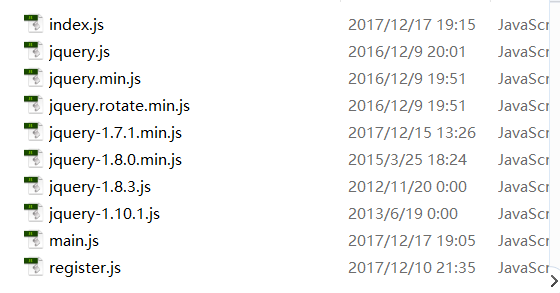 index.js 2017/12/17 19:15 JavaScr
jquery.js 2016/12/9 20:01 JavaScr
jquery.min.js 2016/12/9 19:51 JavaScr
jquery.rotate.min.js 2016/12/9 19:51 JavaScr
jquery-1.7.1.min.js 2017/12/15 13:26 JavaScr
jquery-1.8.0.min.js 2015/3/25 18:24 JavaScr
jquery-1.8.3.js 2012/11/20 0:00 JavaScr
jquery-1.10.1.js 2013/6/19 0:00 JavaScr
main.js 2017/12/17 19:05 JavaScr
register.js 2017/12/10 21:35 JavaScr